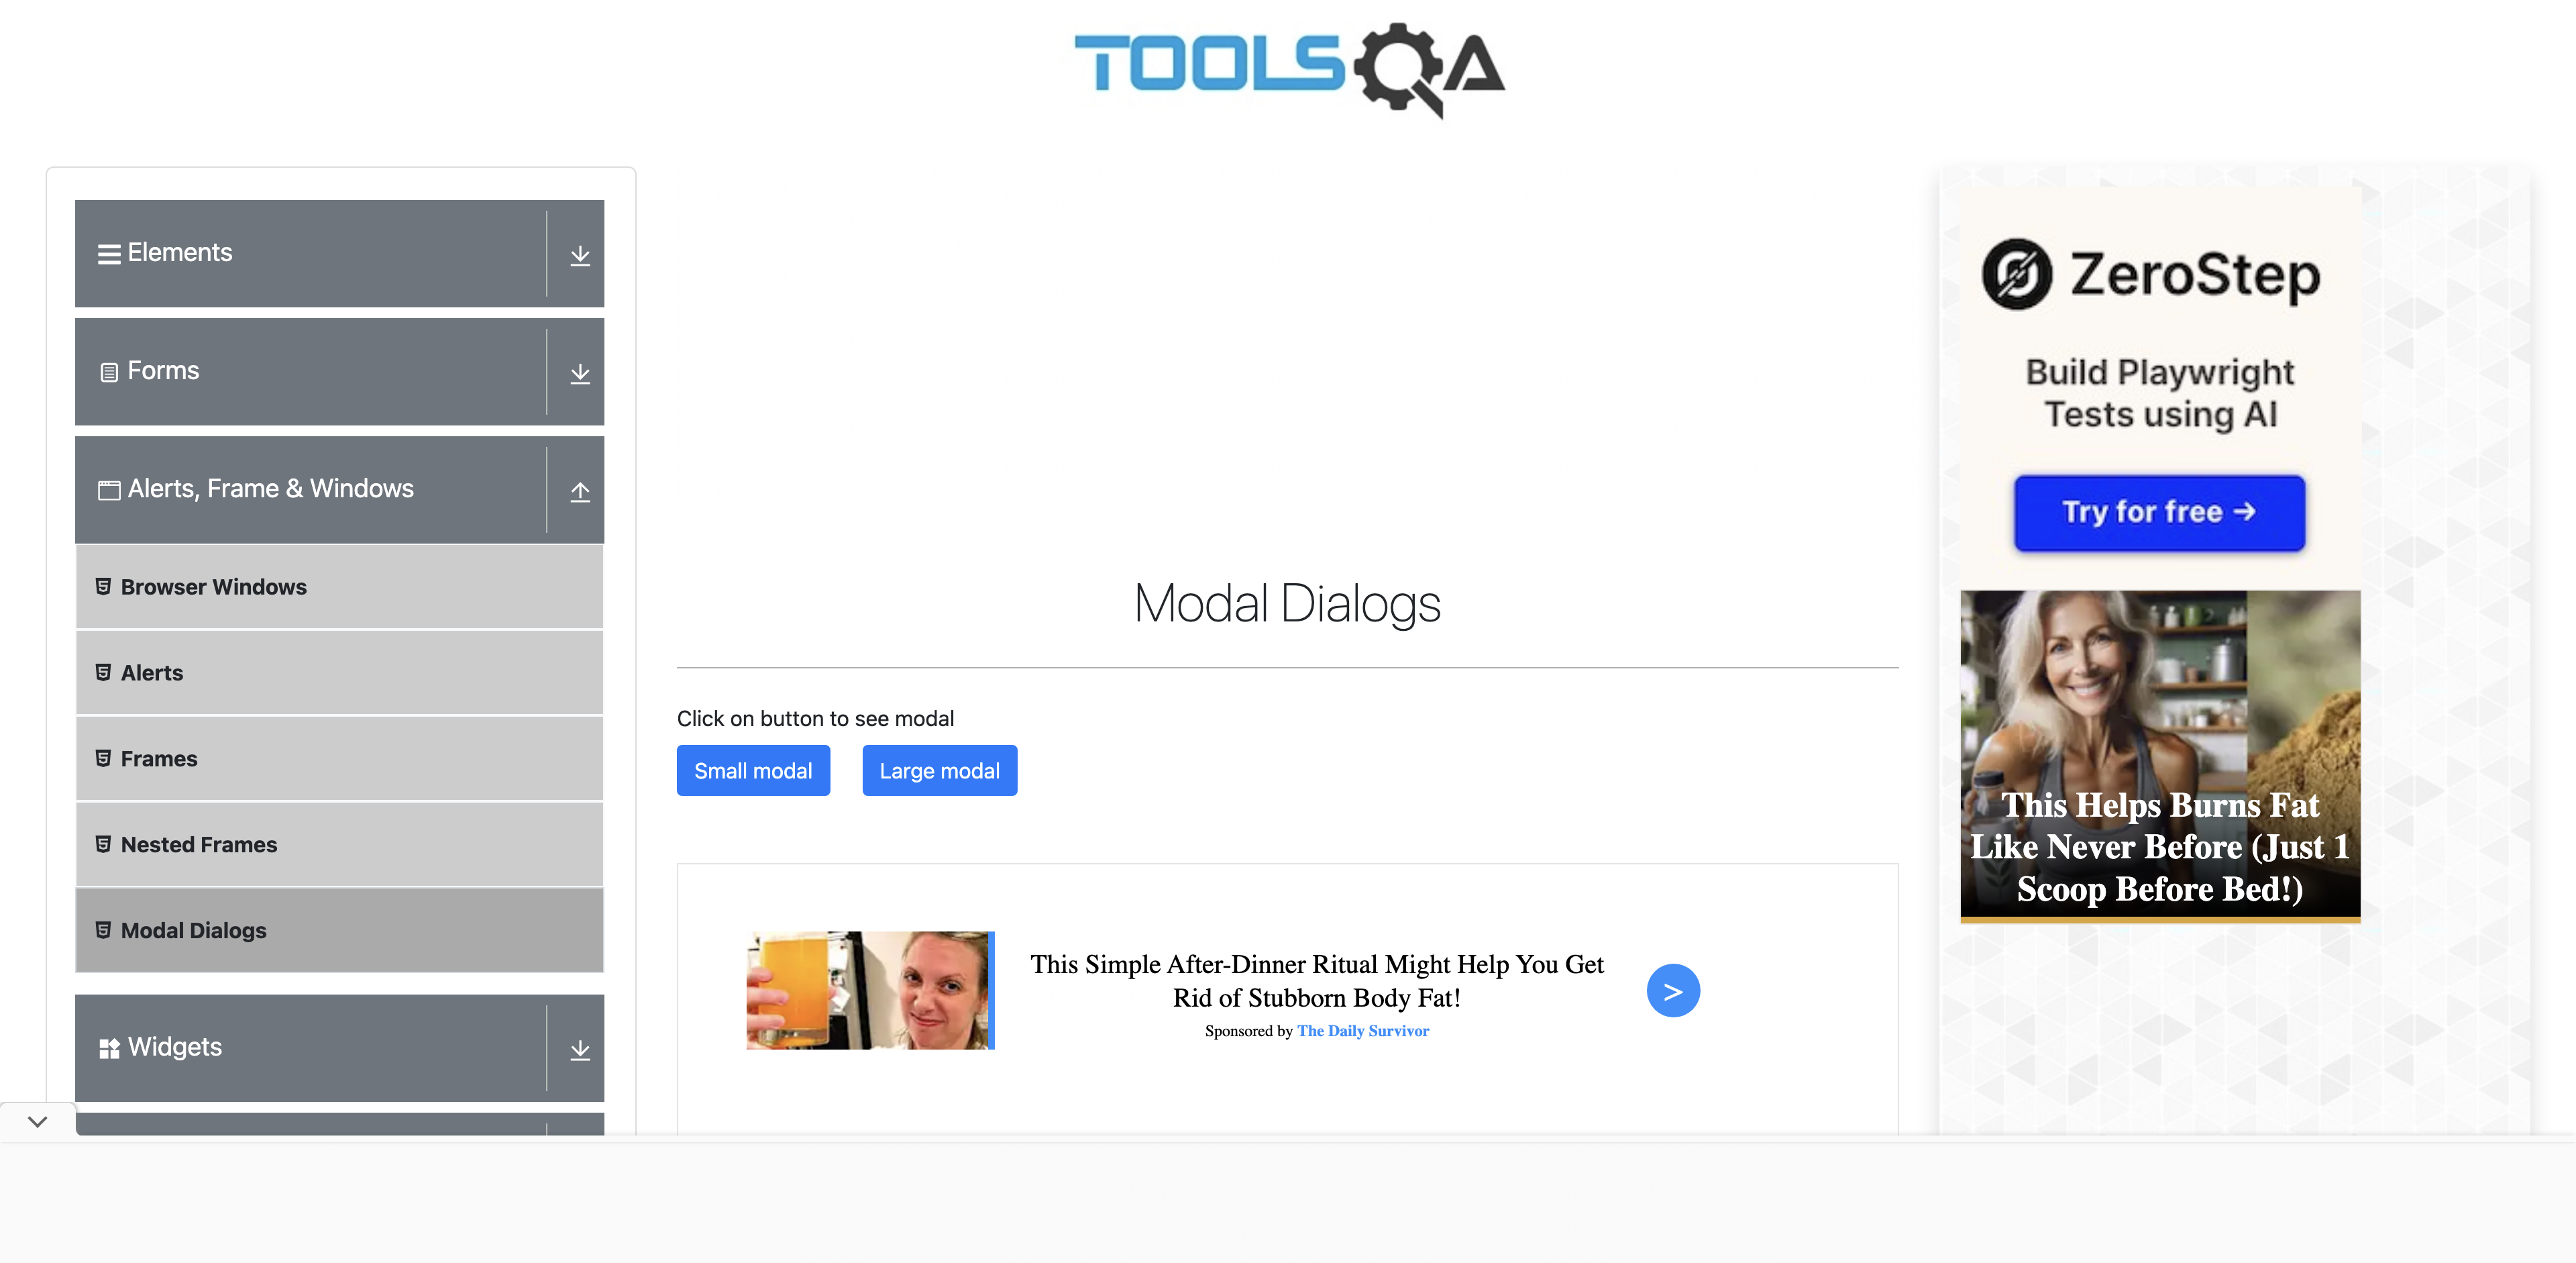 TOOLSQA
Elements
Forms
Alerts, Frame & Windows
Browser Windows
Alerts
Frames
Nested Frames
Modal Dialogs
Widgets
Modal Dialogs
Click on button to see modal
Small modal
Large modal
This Simple After-Dinner Ritual Might Help You Get
Rid of Stubborn Body Fat!
Sponsored by The Daily Survivor
>
ZeroStep
Build Playwright
Tests using AI
Try for free →
This Helps Burns Fat
Like Never Before (Just 1
Scoop Before Bed!)